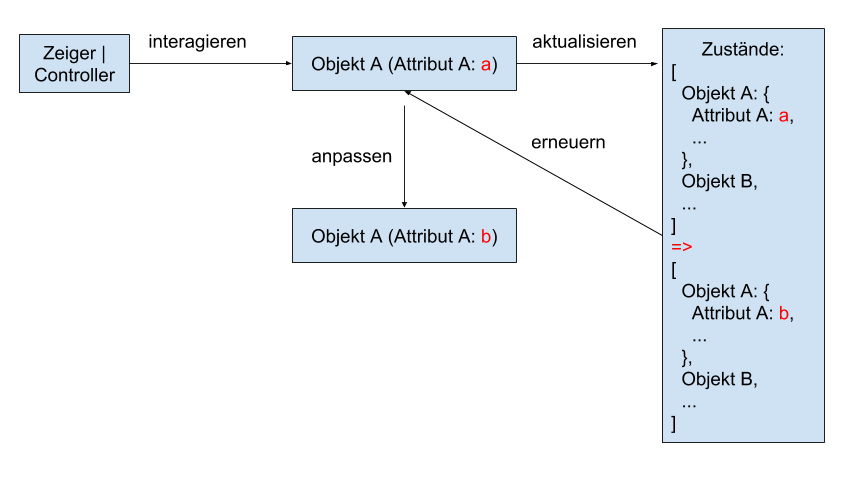 Zeiger |
Controller
interagieren
Objekt A (Attribut A: a)
aktualisieren
anpassen
erneuern
Objekt A (Attribut A: b)
Zustände:
[
Objekt A: {
Attribut A: a,
...
},
Objekt B,
...
]
=>
[
Objekt A: {
Attribut A: b,
...
},
Objekt B,
...
]